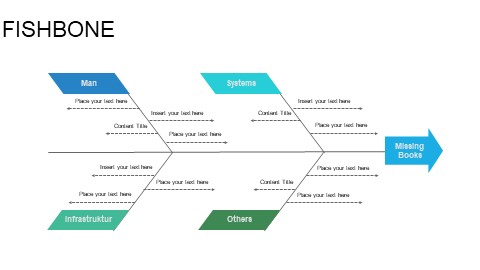 FISHBONE
Man
Systems
Place your text here
Insert your text here
Insert your text here
Content Title
Content Title
Place your text here
Place your text here
Missing
Books
Insert your text here
Place your text here
Place your text here
Content Title
Place your text here
Place your text here
Infrastruktur
Others